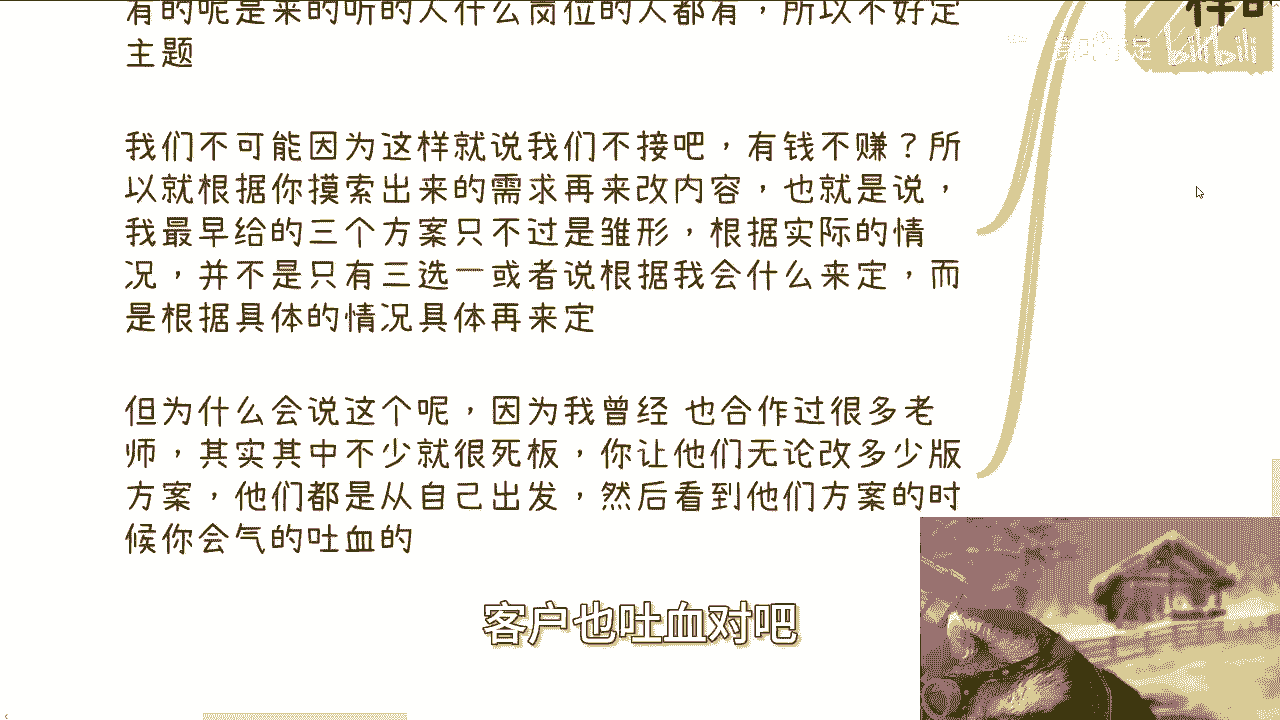 有的呢是来的听的人什么岗位的人都有，所以不好定
主题
我们不可能因为这样就说我们不接吧，有钱不赚？所
以就根据你摸索出来的需求再来改内容，也就是说，
我最早给的三个方案只不过是雏形，根据实际的情
况，并不是只有三选一或者说根据我会什么来定，而
是根据具体的情况具体再来定
但为什么会说这个呢，因为我曾经 也合作过很多老
师，其实其中不少就很死板，你让他们无论改多少版
方案，他们都是从自己出发，然后看到他们方案的时
候你会气的吐血的
客户也吐血对吧
bilibili